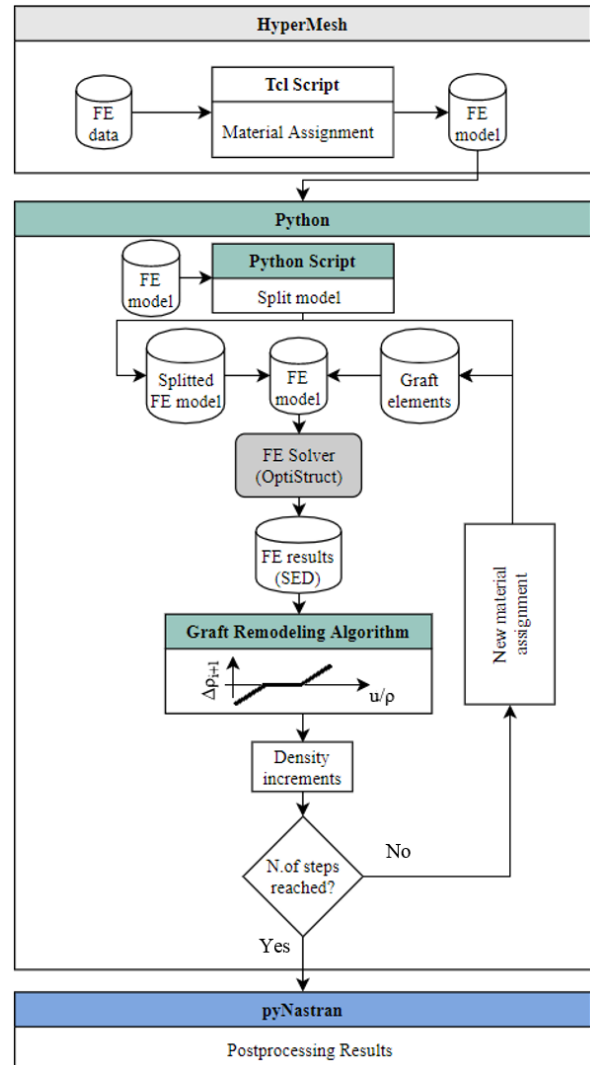 HyperMesh
FE
data
Tcl Script
Material Assignment
FE
model
Python
FE
model
Python Script
Split model
Splitted
FE model
FE
model
Graft
elements
FE Solver
(OptiStruct)
FE results
(SED)
New material
assignment
Graft Remodeling Algorithm
Δρi+1
u/ρ
Density
increments
N.of steps
reached?
No
Yes
pyNastran
Postprocessing Results